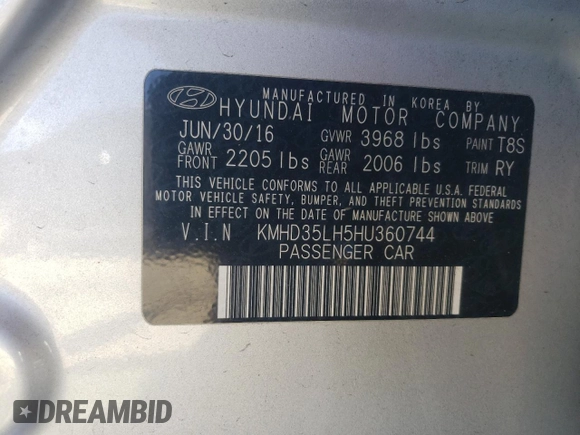 MANUFACTURED IN KOREA BY
HYUNDAI MOTOR COMPANY
JUN/30/16 GVWR 3968 lbs PAINT T8S
GAWR FRONT 2205 lbs GAWR REAR 2006 lbs TRIM RY
THIS VEHICLE CONFORMS TO ALL APPLICABLE U.S.A. FEDERAL
MOTOR VEHICLE SAFETY, BUMPER, AND THEFT PREVENTION STANDARDS
IN EFFECT ON THE DATE OF MANUFACTURE SHOWN ABOVE
V.I.N KMHD35LH5HU360744
PASSENGER CAR
DREAMBID